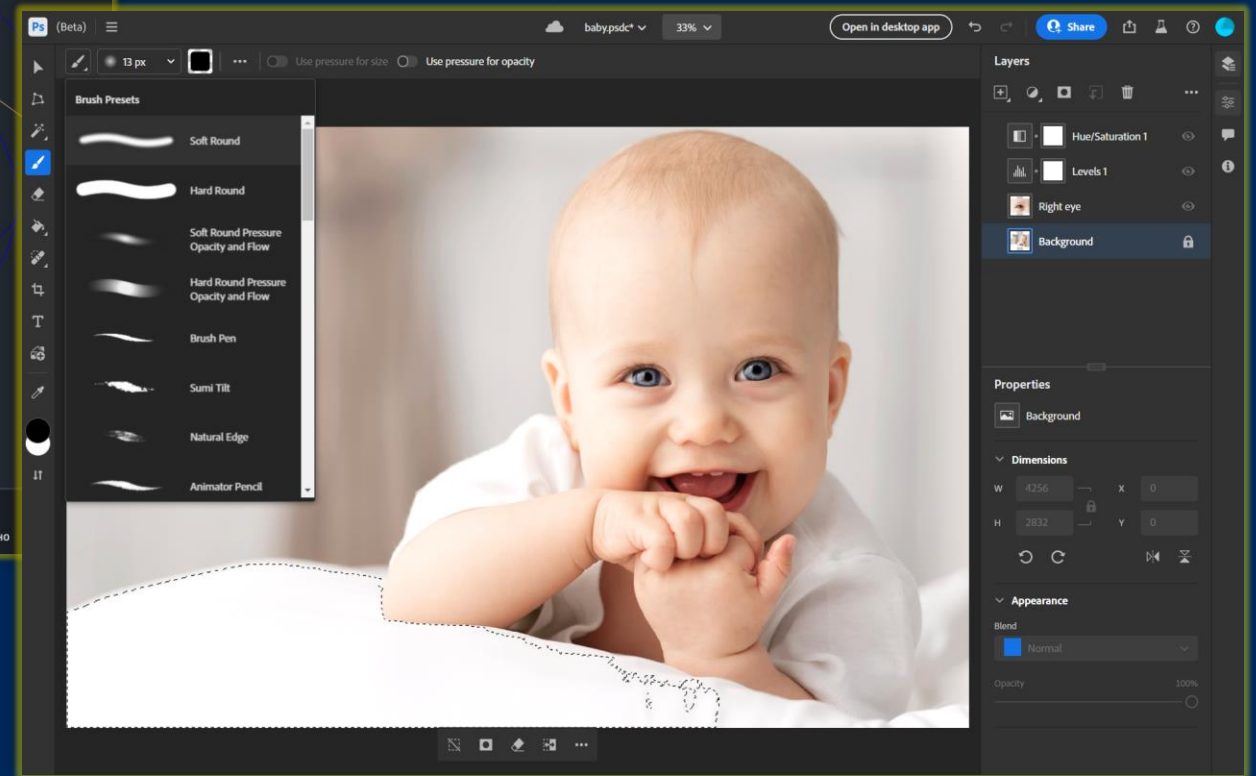 Ps (Beta)
baby.psdc*
33%
Open in desktop app
Share
13 px
Use pressure for size
Use pressure for opacity
Brush Presets
Soft Round
Hard Round
Soft Round Pressure
Opacity and Flow
Hard Round Pressure
Opacity and Flow
Brush Pen
Sumi Tilt
Natural Edge
Animator Pencil
T
Layers
Hue/Saturation 1
Levels 1
Right eye
Background
Properties
Background
Dimensions
W 4256 X 0
H 2832 Y 0
Appearance
Blend
Normal
Opacity 100%